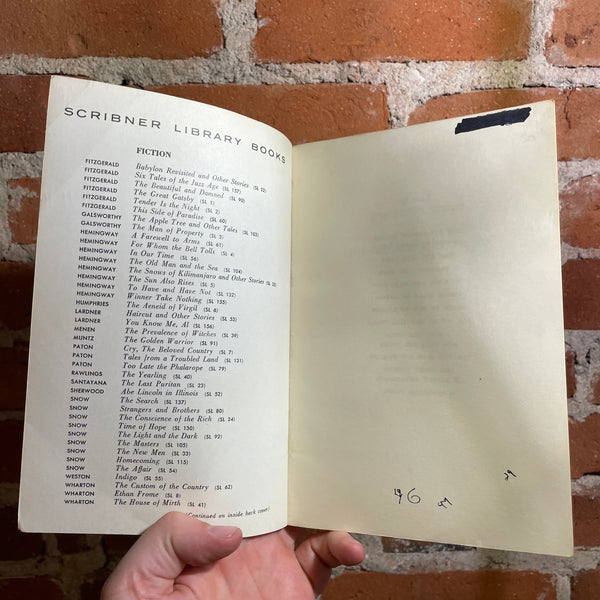 SCRIBNER LIBRARY BOOKS
FICTION
FITZGERALD Babylon Revisited and Other Stories (SL 22)
FITZGERALD Six Tales of the Jazz Age (SL 157)
FITZGERALD The Beautiful and Damned (SL 90)
FITZGERALD The Great Gatsby (SL 1)
FITZGERALD Tender Is the Night (SL 2)
FITZGERALD This Side of Paradise (SL 60)
GALSWORTHY The Apple Tree and Other Tales (SL 103)
GALSWORTHY The Man of Property (SL 3)
HEMINGWAY A Farewell to Arms (SL 61)
HEMINGWAY For Whom the Bell Tolls (SL 4)
HEMINGWAY In Our Time (SL 56)
HEMINGWAY The Old Man and the Sea (SL 104)
HEMINGWAY The Snows of Kilimanjaro and Other Stories (SL 32)
HEMINGWAY The Sun Also Rises (SL 5)
HEMINGWAY To Have and Have Not (SL 132)
HEMINGWAY Winner Take Nothing (SL 155)
HUMPHRIES The Aeneid of Virgil (SL 6)
LARDNER Haircut and Other Stories (SL 53)
LARDNER You Know Me, Al (SL 156)
MENEN The Prevalence of Witches (SL 39)
MUNTZ The Golden Warrior (SL 91)
PATON Cry, The Beloved Country (SL 7)
PATON Tales from a Troubled Land (SL 131)
PATON Too Late the Phalarope (SL 79)
RAWLINGS The Yearling (SL 40)
SANTAYANA The Last Puritan (SL 23)
SHERWOOD Abe Lincoln in Illinois (SL 52)
SNOW The Search (SL 137)
SNOW Strangers and Brothers (SL 80)
SNOW The Conscience of the Rich (SL 24)
SNOW Time of Hope (SL 130)
SNOW The Light and the Dark (SL 92)
SNOW The Masters (SL 105)
SNOW The New Men (SL 33)
SNOW Homecoming (SL 115)
SNOW The Affair (SL 54)
WESTON Indigo (SL 55)
WHARTON The Custom of the Country (SL 62)
WHARTON Ethan Frome (SL 8)
WHARTON The House of Mirth (SL 41)
(Continued on inside back cover)